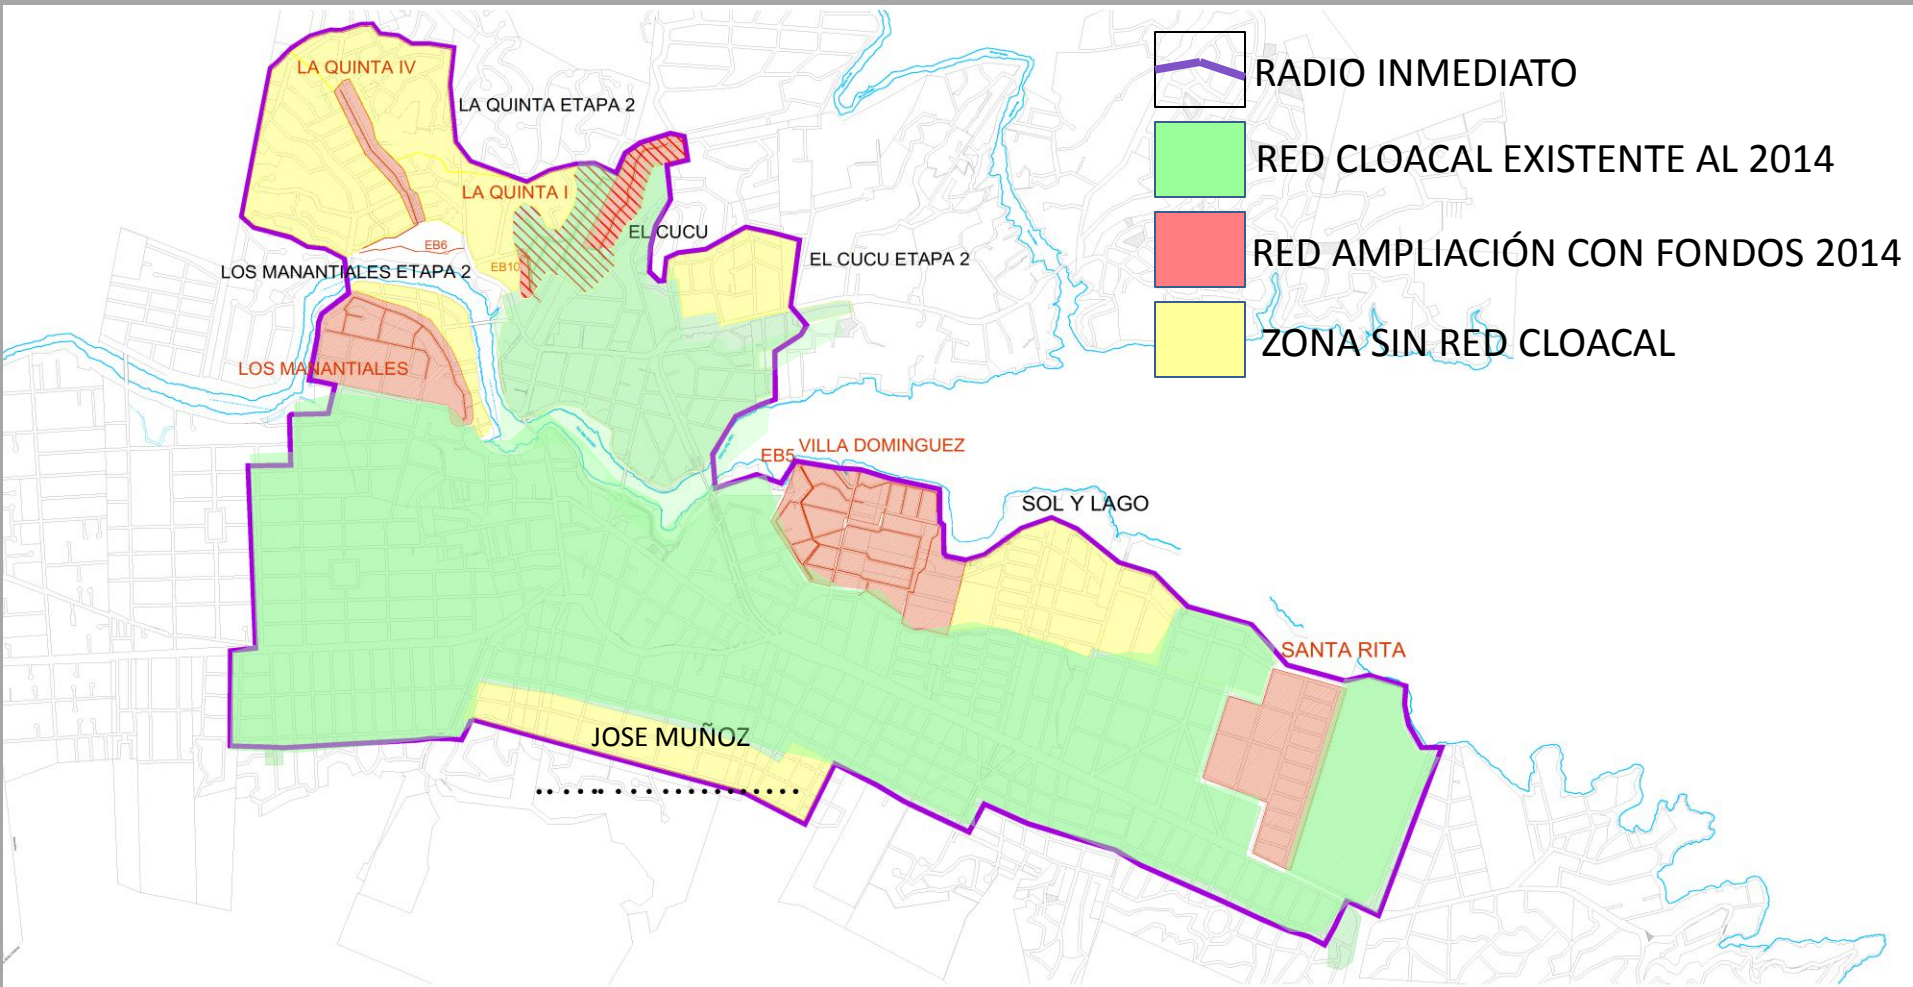 RADIO INMEDIATO
RED CLOACAL EXISTENTE AL 2014
RED AMPLIACIÓN CON FONDOS 2014
ZONA SIN RED CLOACAL
LA QUINTA IV
LA QUINTA ETAPA 2
LA QUINTA I
EL CUCU
EB6
EB10
EL CUCU ETAPA 2
LOS MANANTIALES ETAPA 2
LOS MANANTIALES
EB5
VILLA DOMINGUEZ
SOL Y LAGO
SANTA RITA
JOSE MUÑOZ